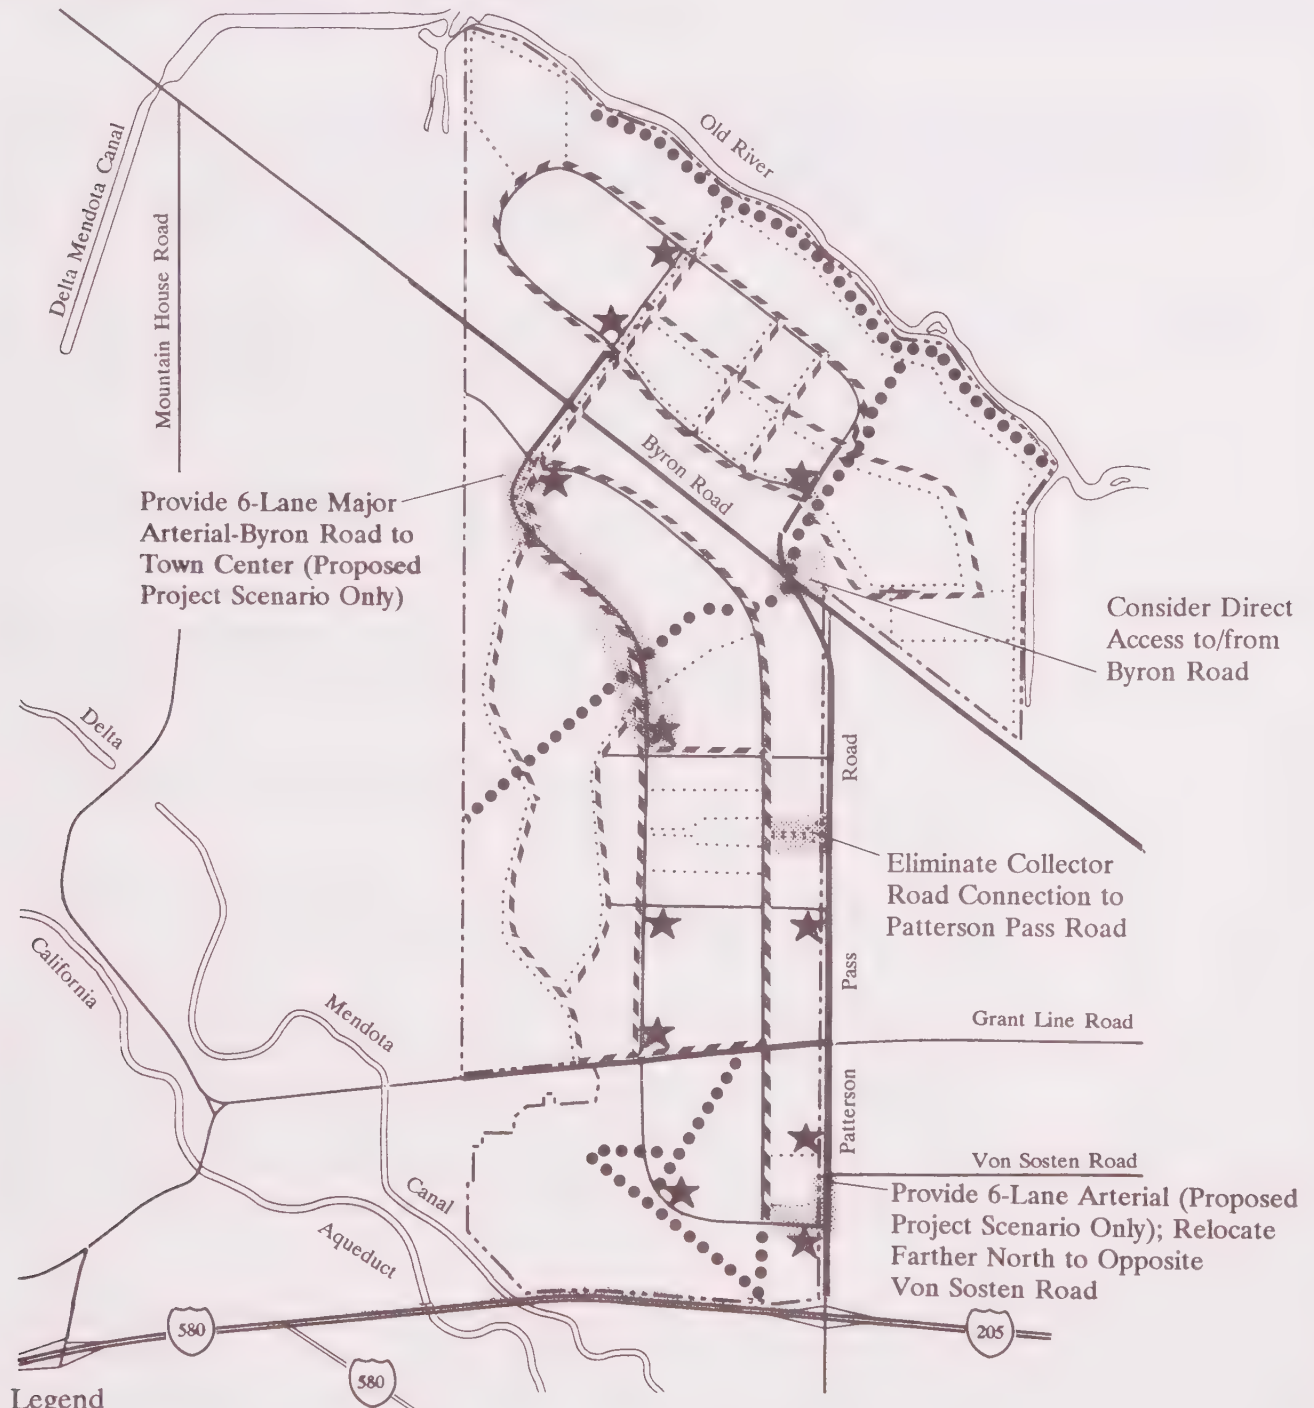 Old River
Delta Mendota Canal
Mountain House Road
Byron Road
Provide 6-Lane Major
Arterial-Byron Road to
Town Center (Proposed
Project Scenario Only)
Consider Direct
Access to/from
Byron Road
Delta
Road
Eliminate Collector
Road Connection to
Patterson Pass Road
California
Mendota
Pass
Grant Line Road
Patterson
Von Sosten Road
Canal
Aqueduct
Provide 6-Lane Arterial (Proposed
Project Scenario Only); Relocate
Farther North to Opposite
Von Sosten Road
580
205
580
Legend